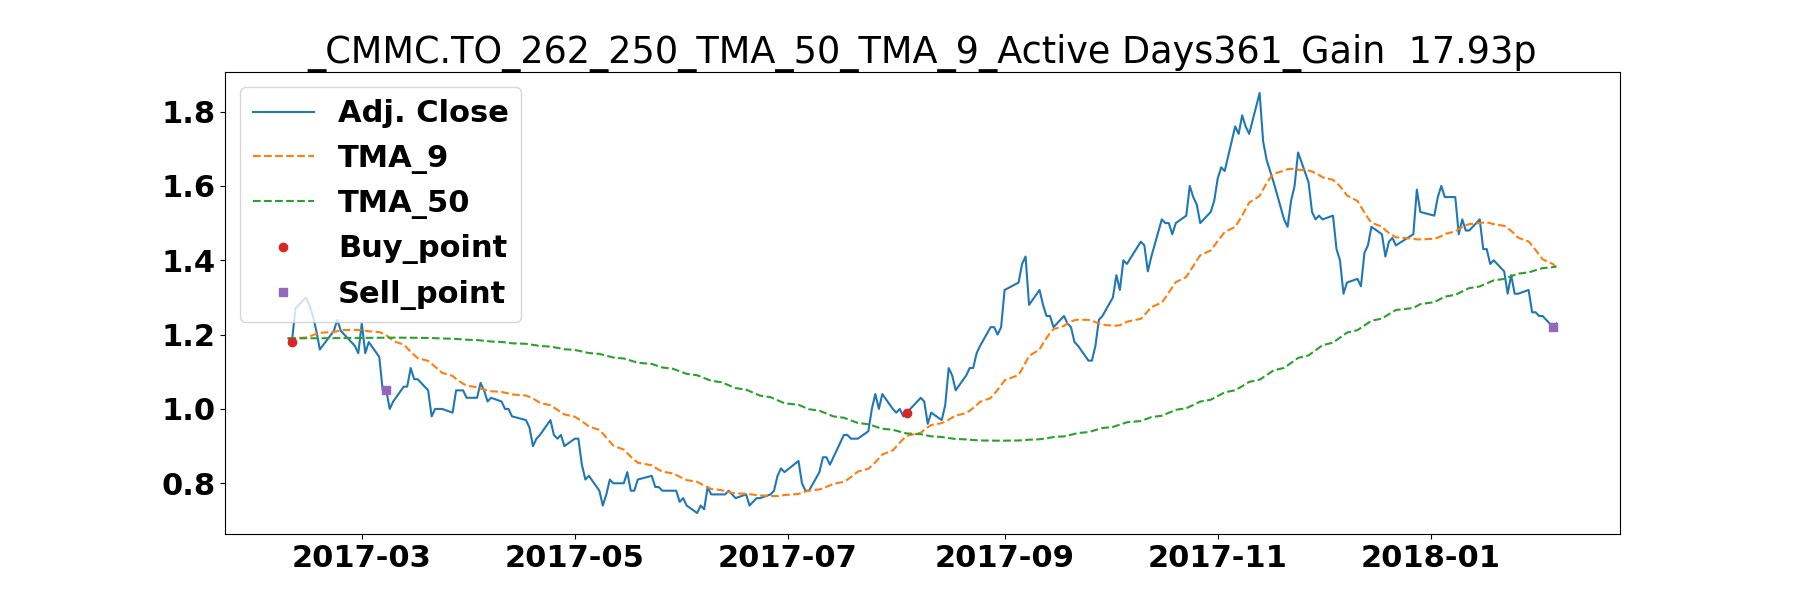 _CMMC.TO_262_250_TMA_50_TMA_9_Active Days361_Gain  17.93p
1.8
1.6
1.4
1.2
1.0
0.8
Adj. Close
TMA_9
TMA_50
Buy_point
Sell_point
2017-03
2017-05
2017-07
2017-09
2017-11
2018-01